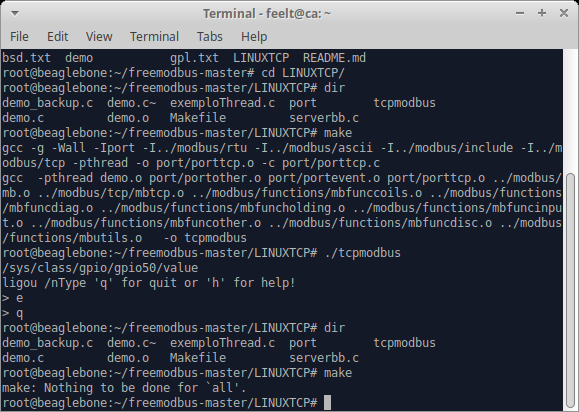 Terminal - feelt@ca: ~
File Edit View Terminal Tabs Help
bsd.txt  demo           gpl.txt  LINUXTCP  README.md
root@beaglebone:~/freemodbus-master# cd LINUXTCP/
root@beaglebone:~/freemodbus-master/LINUXTCP# dir
demo_backup.c  demo.c~  exemploThread.c  port        tcpmodbus
demo.c         demo.o   Makefile         serverbb.c
root@beaglebone:~/freemodbus-master/LINUXTCP# make
gcc -g -Wall -Iport -I../modbus/rtu -I../modbus/ascii -I../modbus/include -I../m
odbus/tcp -pthread -o port/porttcp.o -c port/porttcp.c
gcc  -pthread demo.o port/portother.o port/portevent.o port/porttcp.o ../modbus/
mb.o ../modbus/tcp/mbtcp.o ../modbus/functions/mbfunccoils.o ../modbus/functions
/mbfuncdiag.o ../modbus/functions/mbfuncholding.o ../modbus/functions/mbfuncinpu
t.o ../modbus/functions/mbfuncother.o ../modbus/functions/mbfuncdisc.o ../modbus
/functions/mbutils.o   -o tcpmodbus
root@beaglebone:~/freemodbus-master/LINUXTCP# ./tcpmodbus
/sys/class/gpio/gpio50/value
ligou /nType 'q' for quit or 'h' for help!
> e
> q
root@beaglebone:~/freemodbus-master/LINUXTCP# dir
demo_backup.c  demo.c~  exemploThread.c  port        tcpmodbus
demo.c         demo.o   Makefile         serverbb.c
root@beaglebone:~/freemodbus-master/LINUXTCP# make
make: Nothing to be done for `all'.
root@beaglebone:~/freemodbus-master/LINUXTCP#